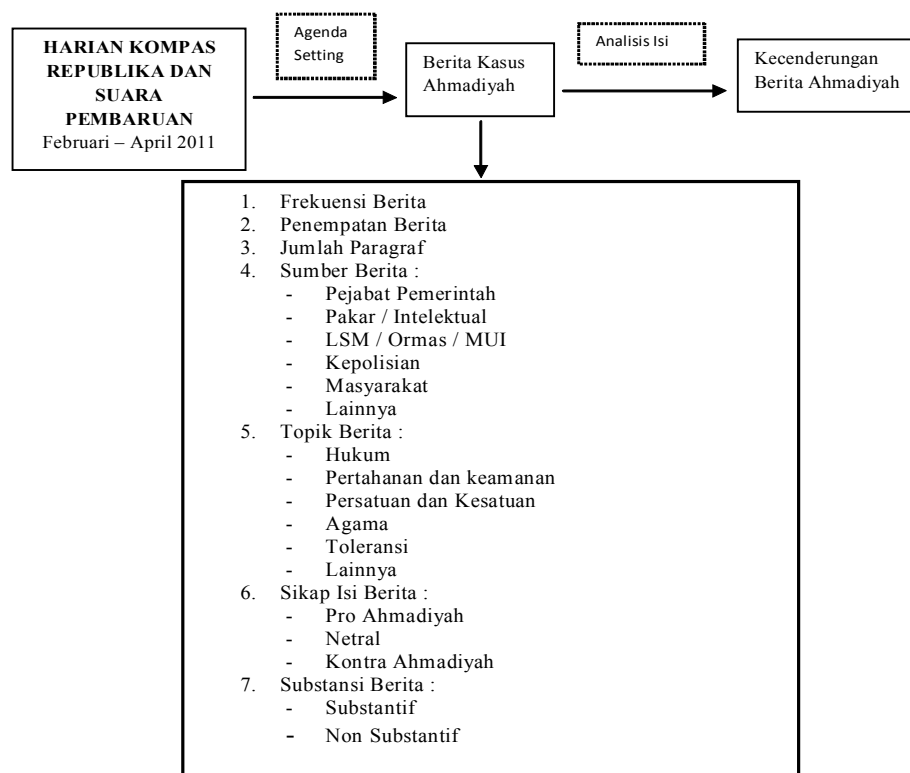 HARIAN KOMPAS
REPUBLIKA DAN
SUARA
PEMBARUAN
Februari – April 2011
Agenda
Setting
Berita Kasus
Ahmadiyah
Analisis Isi
Kecenderungan
Berita Ahmadiyah
1. Frekuensi Berita
2. Penempatan Berita
3. Jumlah Paragraf
4. Sumber Berita :
- Pejabat Pemerintah
- Pakar / Intelektual
- LSM / Ormas / MUI
- Kepolisian
- Masyarakat
- Lainnya
5. Topik Berita :
- Hukum
- Pertahanan dan keamanan
- Persatuan dan Kesatuan
- Agama
- Toleransi
- Lainnya
6. Sikap Isi Berita :
- Pro Ahmadiyah
- Netral
- Kontra Ahmadiyah
7. Substansi Berita :
- Substantif
- Non Substantif